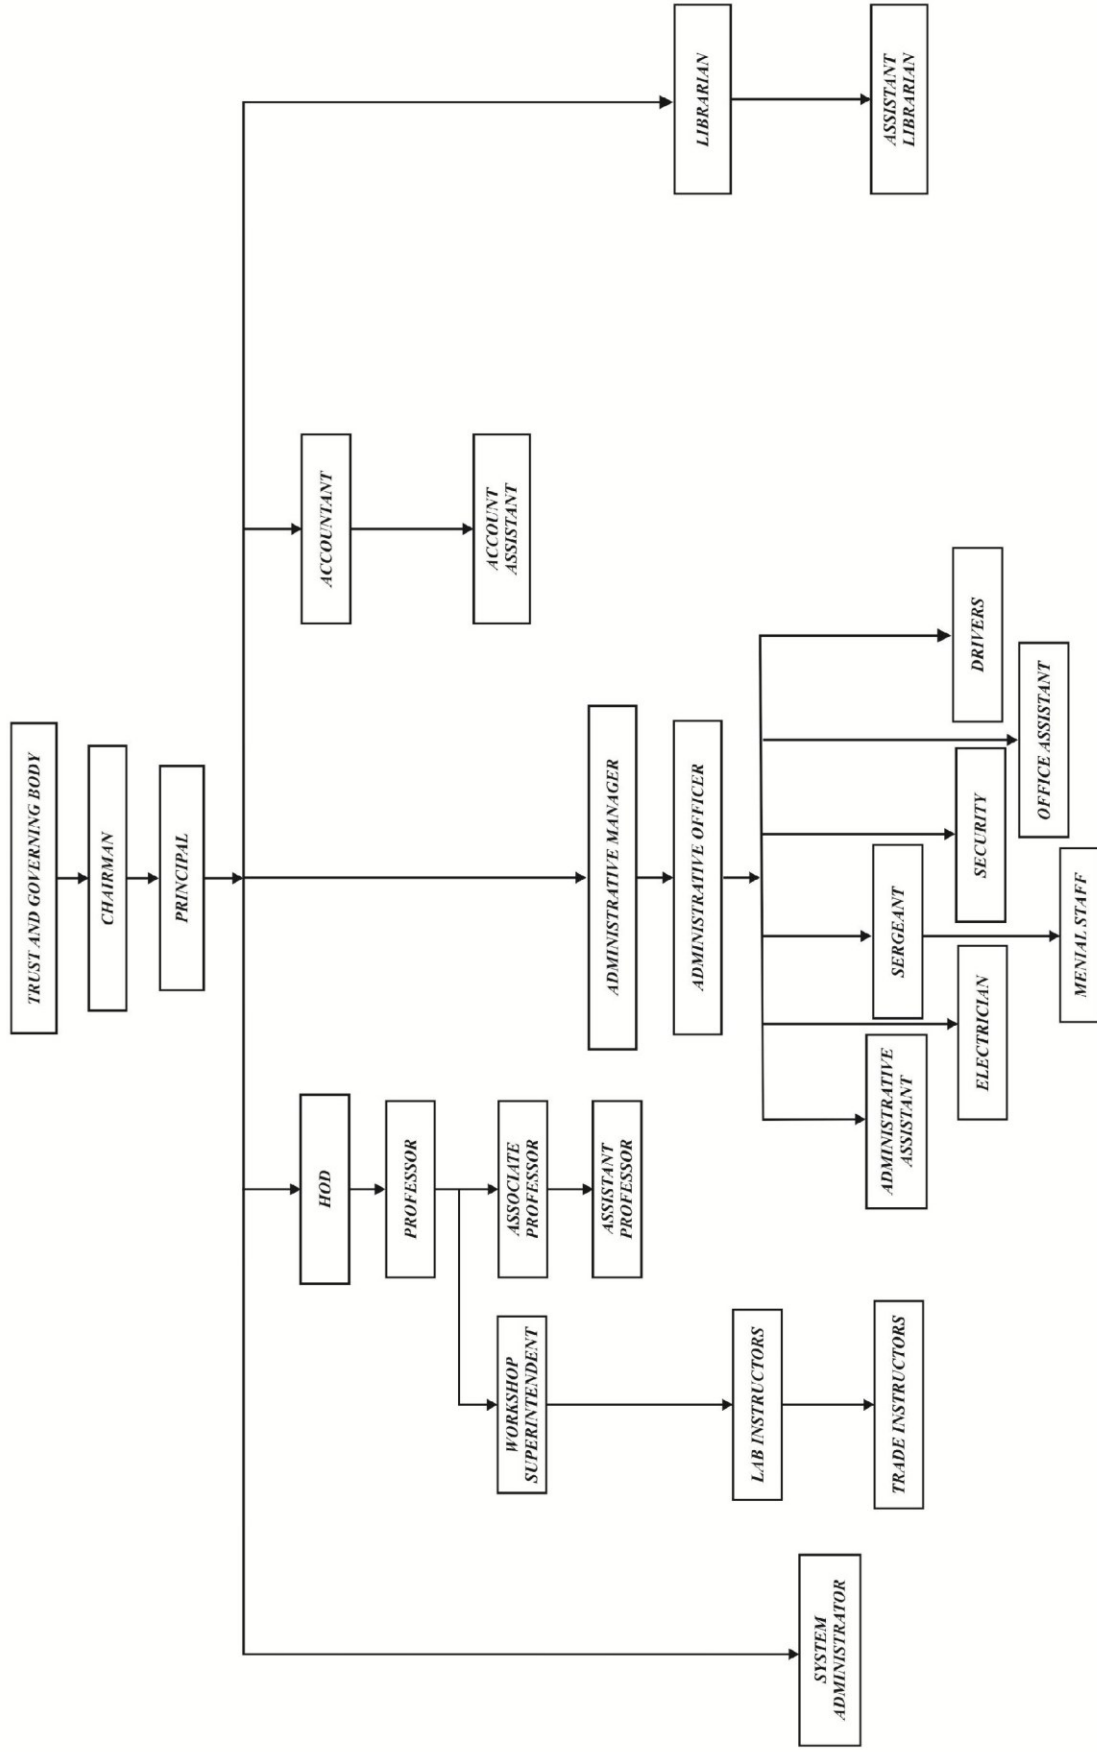 TRUST AND GOVERNING BODY
CHAIRMAN
PRINCIPAL
SYSTEM
ADMINISTRATOR
HOD
PROFESSOR
WORKSHOP
SUPERINTENDENT
ASSOCIATE
PROFESSOR
ASSISTANT
PROFESSOR
LAB INSTRUCTORS
TRADE INSTRUCTORS
ADMINISTRATIVE MANAGER
ADMINISTRATIVE OFFICER
ADMINISTRATIVE
ASSISTANT
ELECTRICIAN
SERGEANT
MENIAL STAFF
SECURITY
OFFICE ASSISTANT
DRIVERS
ACCOUNTANT
ACCOUNT
ASSISTANT
LIBRARIAN
ASSISTANT
LIBRARIAN